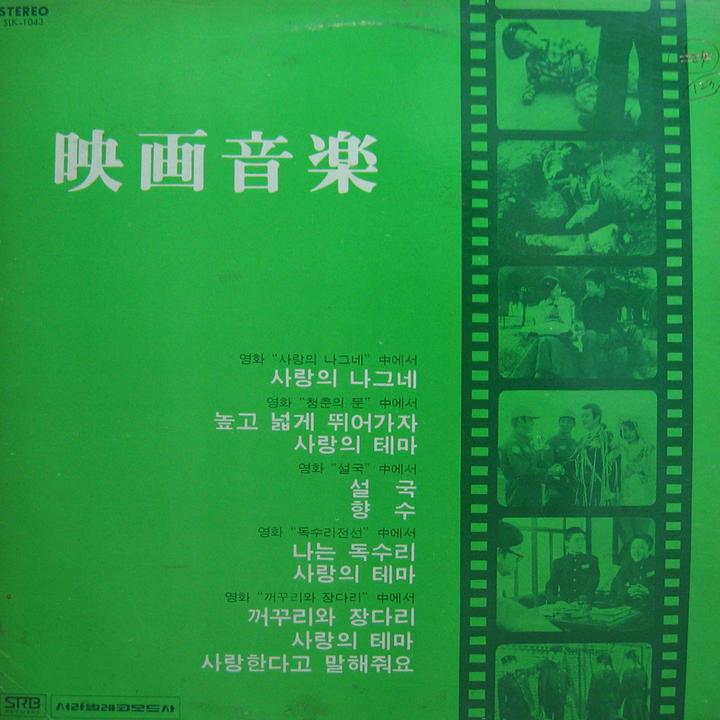 STEREO
SLK-1043
映画音楽
영화 "사랑의 나그네" 中에서
사랑의 나그네
영화 "청춘의 문" 中에서
높고 넓게 뛰어가자
사랑의 테마
영화 "설국" 中에서
설 국
향 수
영화 "독수리전선" 中에서
나는 독수리
사랑의 테마
영화 "꺼꾸리와 장다리" 中에서
꺼꾸리와 장다리
사랑의 테마
사랑한다고 말해줘요
SRB
서라벌레코오드사